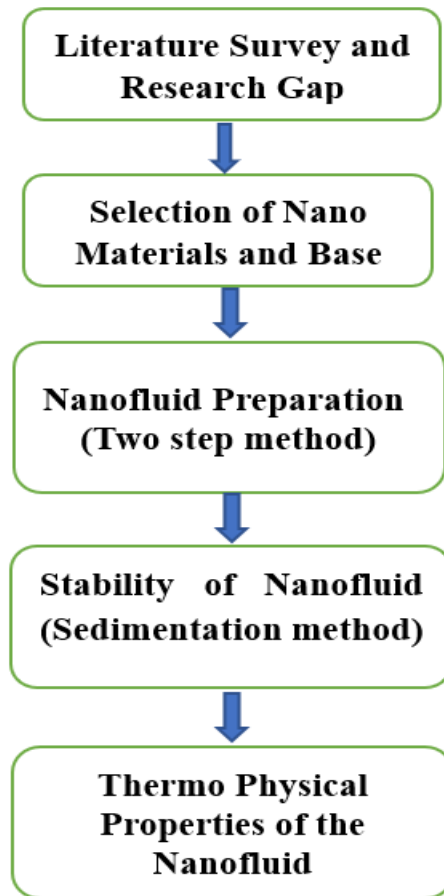 Literature Survey and
Research Gap
Selection of Nano
Materials and Base
Nanofluid Preparation
(Two step method)
Stability of Nanofluid
(Sedimentation method)
Thermo Physical
Properties of the
Nanofluid